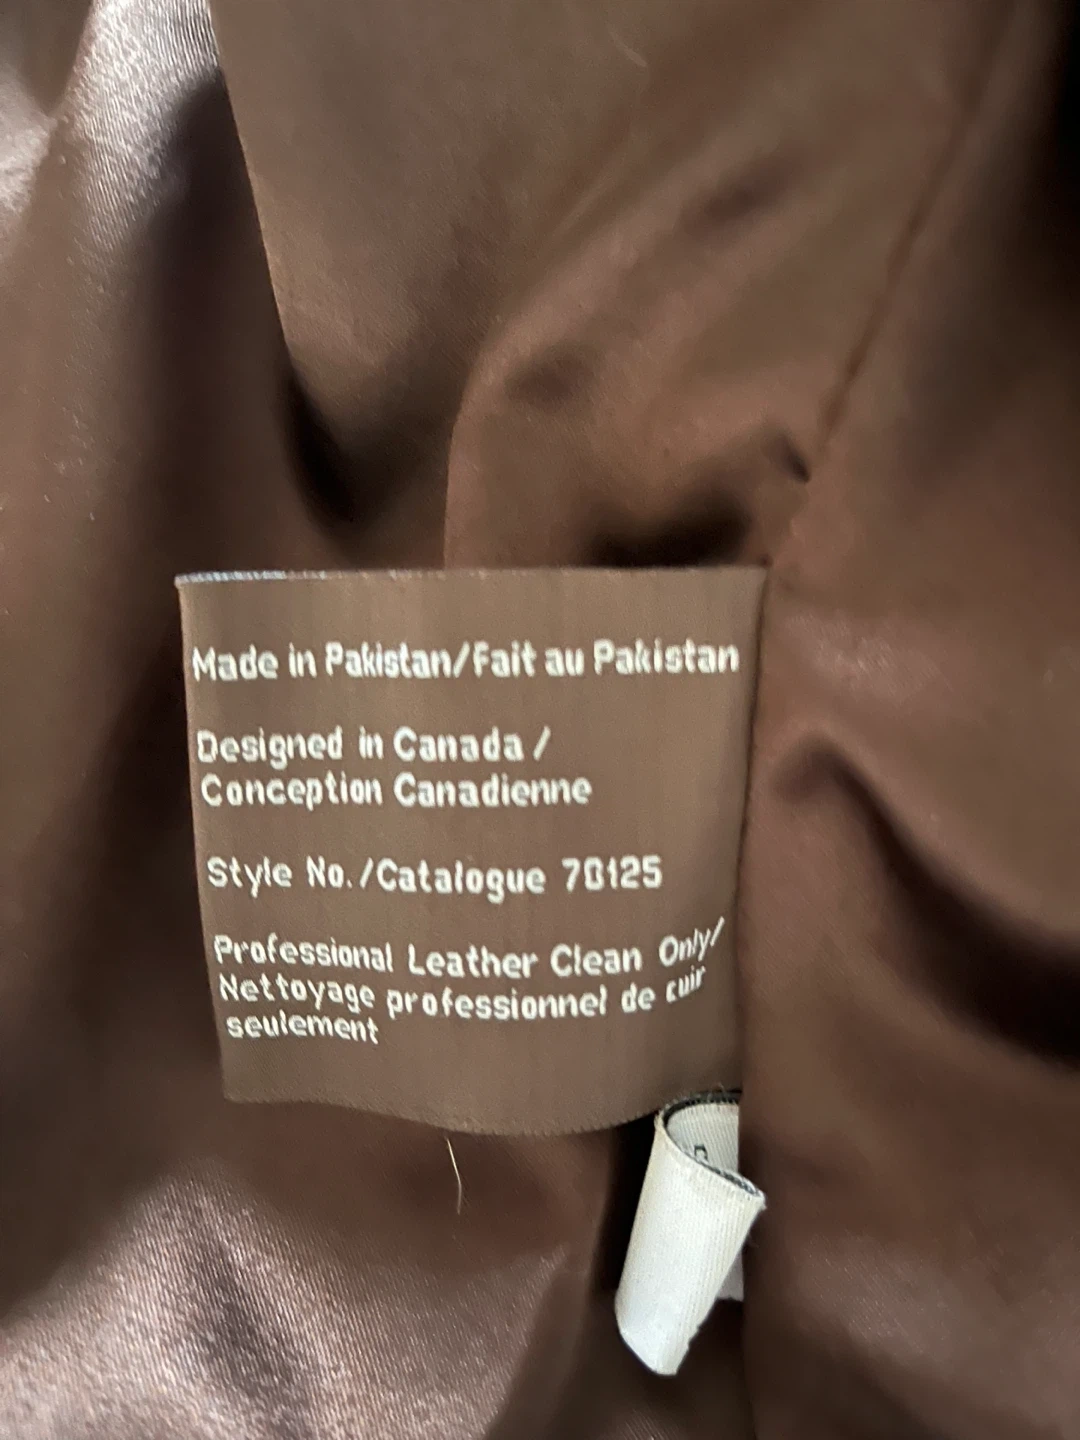 Made in Pakistan/Fait au Pakistan
Designed in Canada /
Conception Canadienne
Style No./Catalogue 70125
Professional Leather Clean Only/
Nettoyage professionnel de cuir
seulement